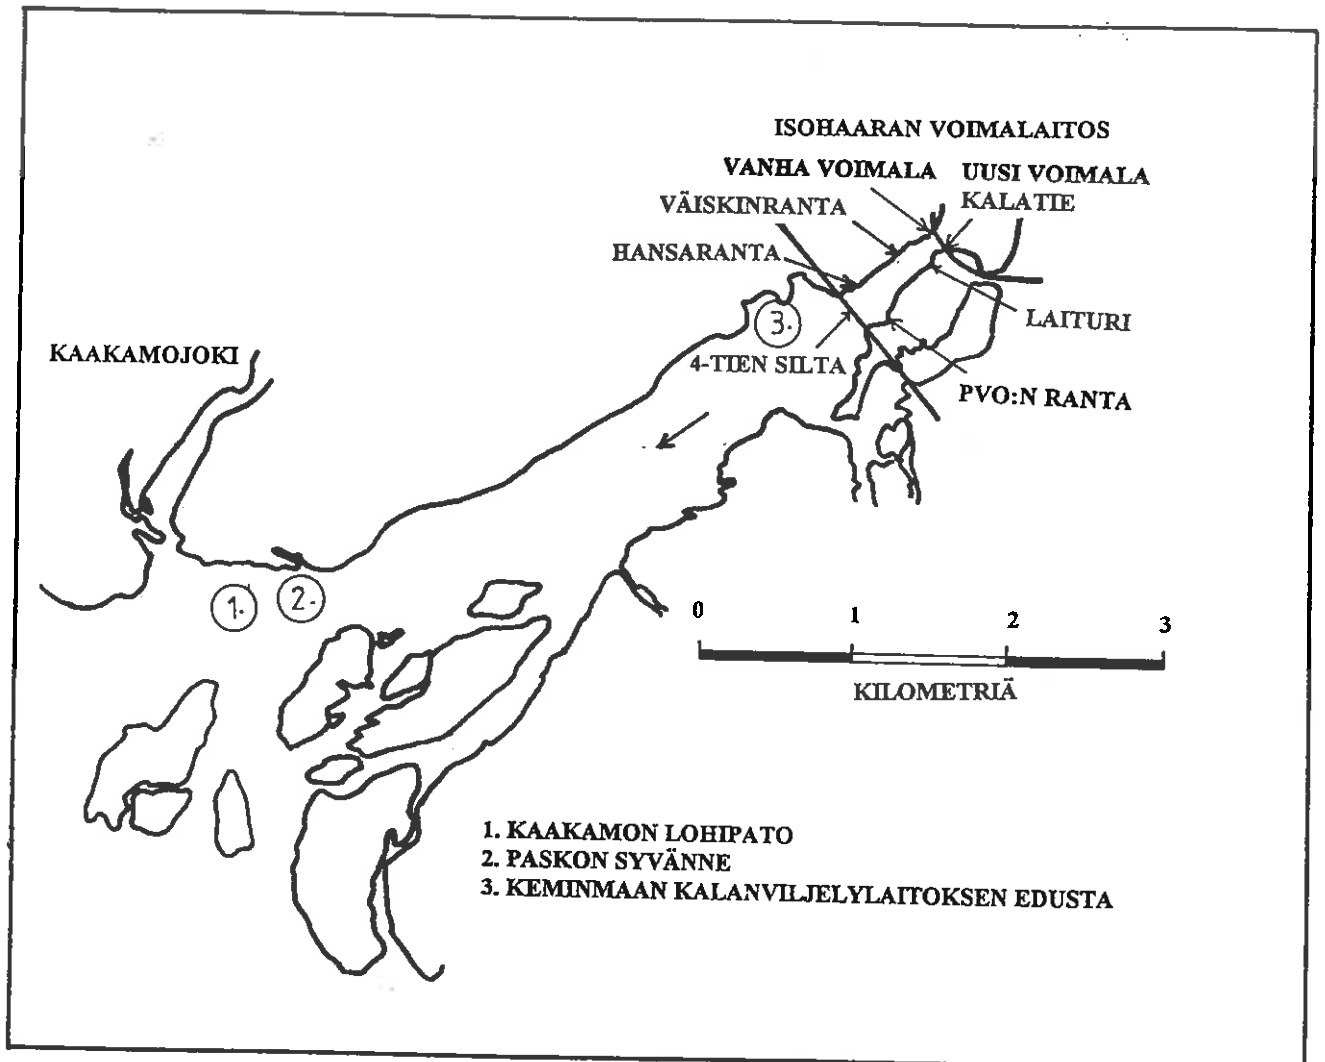 ISOHAARAN VOIMALAITOS
VANHA VOIMALA
UUSI VOIMALA
VÄISKINRANTA
KALATIE
HANSARANTA
LAITURI
3.
4-TIEN SILTA
KAAKAMOJOKI
PVO:N RANTA
1.
2.
0 1 2 3
KILOMETRIÄ
1. KAAKAMON LOHIPATO
2. PASKON SYVÄNNE
3. KEMINMAAN KALANVILJELYLAITOKSEN EDUSTA